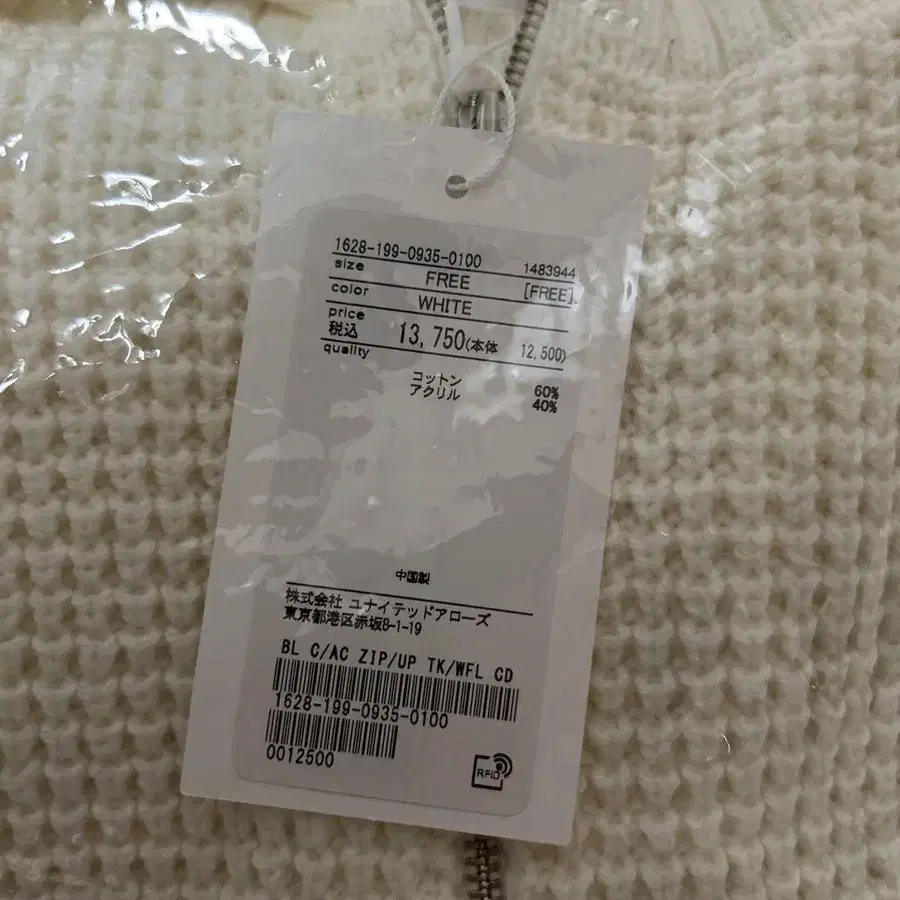 1628-199-0935-0100 1483944
size FREE [FREE]
color WHITE
price
税込 13,750(本体 12,500)
quality
コットン 60%
アクリル 40%
中国製
株式会社 ユナイテッドアローズ
東京都港区赤坂8-1-19
BL C/AC ZIP/UP TK/WFL CD
1628-199-0935-0100
0012500
RFID